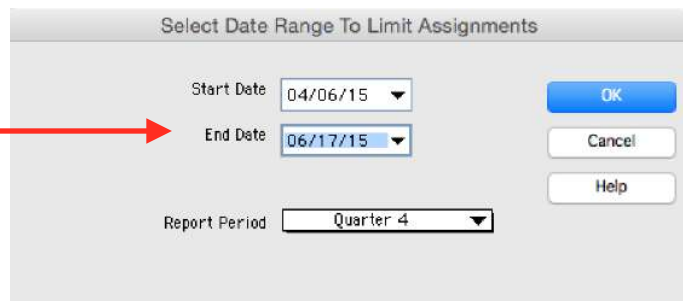 Select Date Range To Limit Assignments
Start Date 04/06/15
OK
End Date 06/17/15
Cancel
Help
Report Period Quarter 4